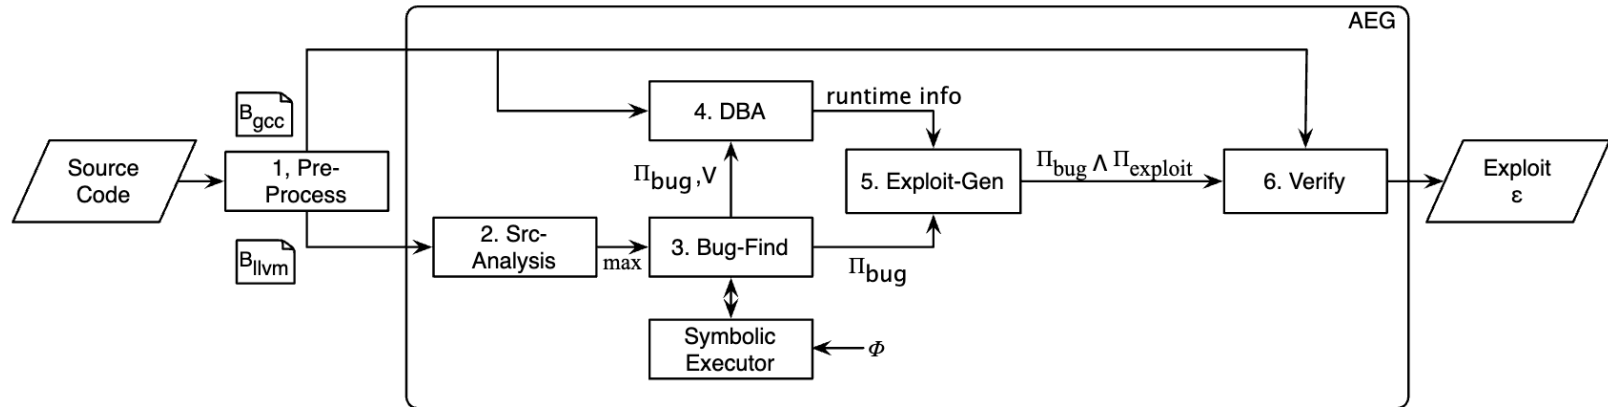 AEG
B_gcc
Source
Code
1, Pre-
Process
B_llvm
4. DBA
runtime info
Π_bug ,V
5. Exploit-Gen
Π_bug Λ Π_exploit
6. Verify
Exploit
ε
2. Src-
Analysis
max
3. Bug-Find
Π_bug
Symbolic
Executor
Φ